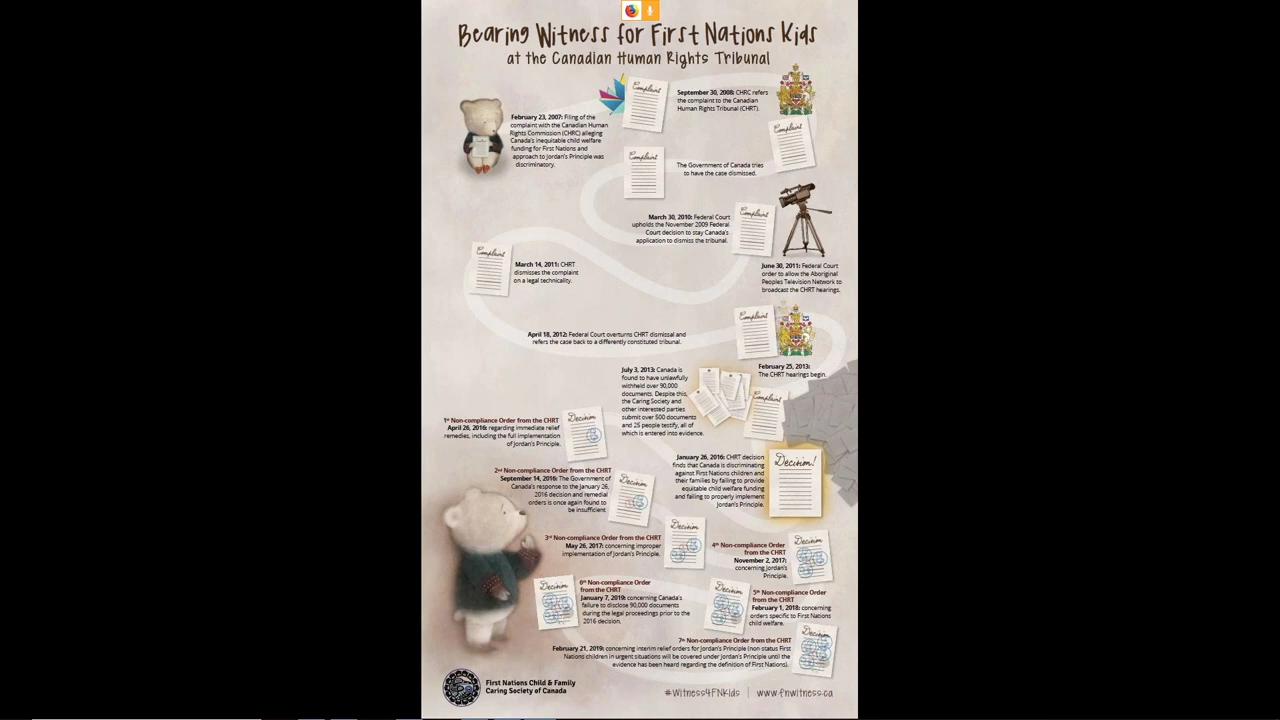 Bearing Witness for First Nations Kids
at the Canadian Human Rights Tribunal
February 23, 2007: Filing of the
complaint with the Canadian Human
Rights Commission (CHRC) alleging
Canada's inequitable child welfare
funding for First Nations and
approach to Jordan's Principle was
discriminatory.
Complaint
September 30, 2008: CHRC refers
the complaint to the Canadian
Human Rights Tribunal (CHRT).
Complaint
Complaint
The Government of Canada tries
to have the case dismissed.
March 30, 2010: Federal Court
upholds the November 2009 Federal
Court decision to stay Canada's
application to dismiss the tribunal.
Complaint
Complaint
March 14, 2011: CHRT
dismisses the complaint
on a legal technicality.
June 30, 2011: Federal Court
order to allow the Aboriginal
Peoples Television Network to
broadcast the CHRT hearings.
April 18, 2012: Federal Court overturns CHRT dismissal and
refers the case back to a differently constituted tribunal.
Complaint
February 25, 2013:
The CHRT hearings begin.
July 3, 2013: Canada is
found to have unlawfully
withheld over 90,000
documents. Despite this,
the Caring Society and
other interested parties
submit over 500 documents
and 25 people testify, all of
which is entered into evidence.
Complaint
January 26, 2016: CHRT decision
finds that Canada is discriminating
against First Nations children and
their families by failing to provide
equitable child welfare funding
and failing to properly implement
Jordan's Principle.
Decision!
1st Non-compliance Order from the CHRT
April 26, 2016: regarding immediate relief
remedies, including the full implementation
of Jordan's Principle.
Decision
2nd Non-compliance Order from the CHRT
September 14, 2016: The Government of
Canada's response to the January 26,
2016 decision and remedial
orders is once again found to
be insufficient.
Decision
3rd Non-compliance Order from the CHRT
May 26, 2017: concerning improper
implementation of Jordan's Principle.
Decision
4th Non-compliance Order
from the CHRT
November 2, 2017:
concerning Jordan's
Principle.
Decision
5th Non-compliance Order
from the CHRT
February 1, 2018: concerning
orders specific to First Nations
child welfare.
Decision
6th Non-compliance Order
from the CHRT
January 7, 2019: concerning Canada's
failure to disclose 90,000 documents
during the legal proceedings prior to the
2016 decision.
Decision
7th Non-compliance Order from the CHRT
February 21, 2019: concerning interim relief orders for Jordan's Principle (non-status First
Nations children in urgent situations will be covered under Jordan's Principle until the
evidence has been heard regarding the definition of First Nations).
Decision
First Nations Child & Family
Caring Society of Canada
#Witness4FNKids | www.fnwitness.ca